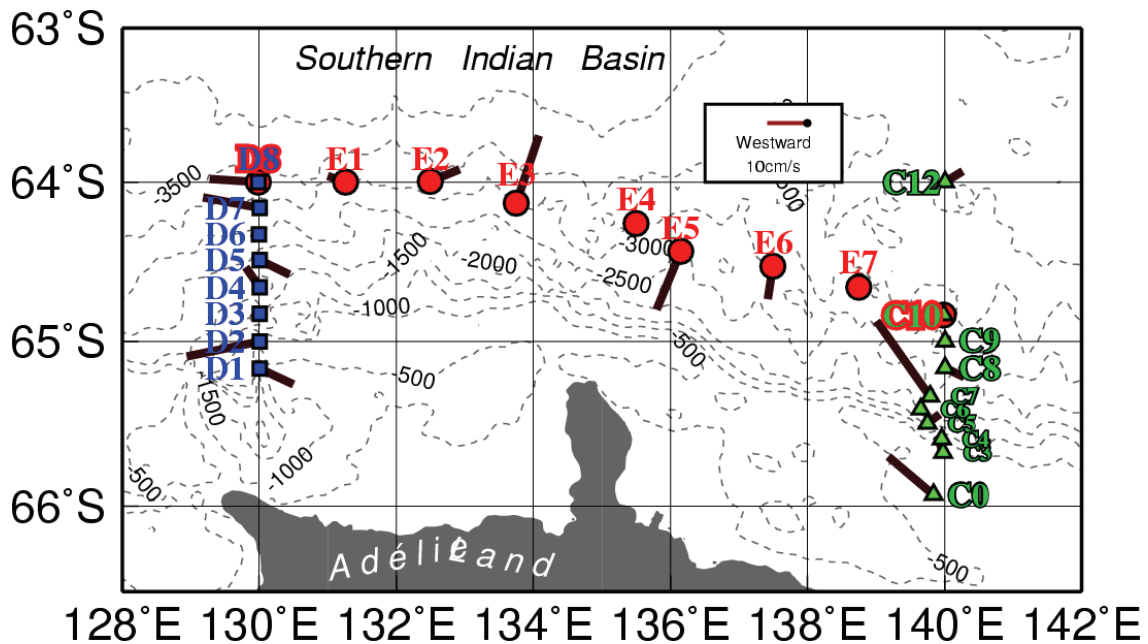 63°S
Southern Indian Basin
Westward
10cm/s
D8
E1
E2
E3
C12
64°S
-3500
D7
E4
D6
E5
-3000
E6
-1500
D5
-2000
E7
-2500
D4
-1000
D3
C10
65°S
D2
C9
-500
D1
C8
-500
C7
-1500
C6
C5
C4
C3
-1000
-500
C0
66°S
Adélie Land
-500
128°E 130°E 132°E 134°E 136°E 138°E 140°E 142°E